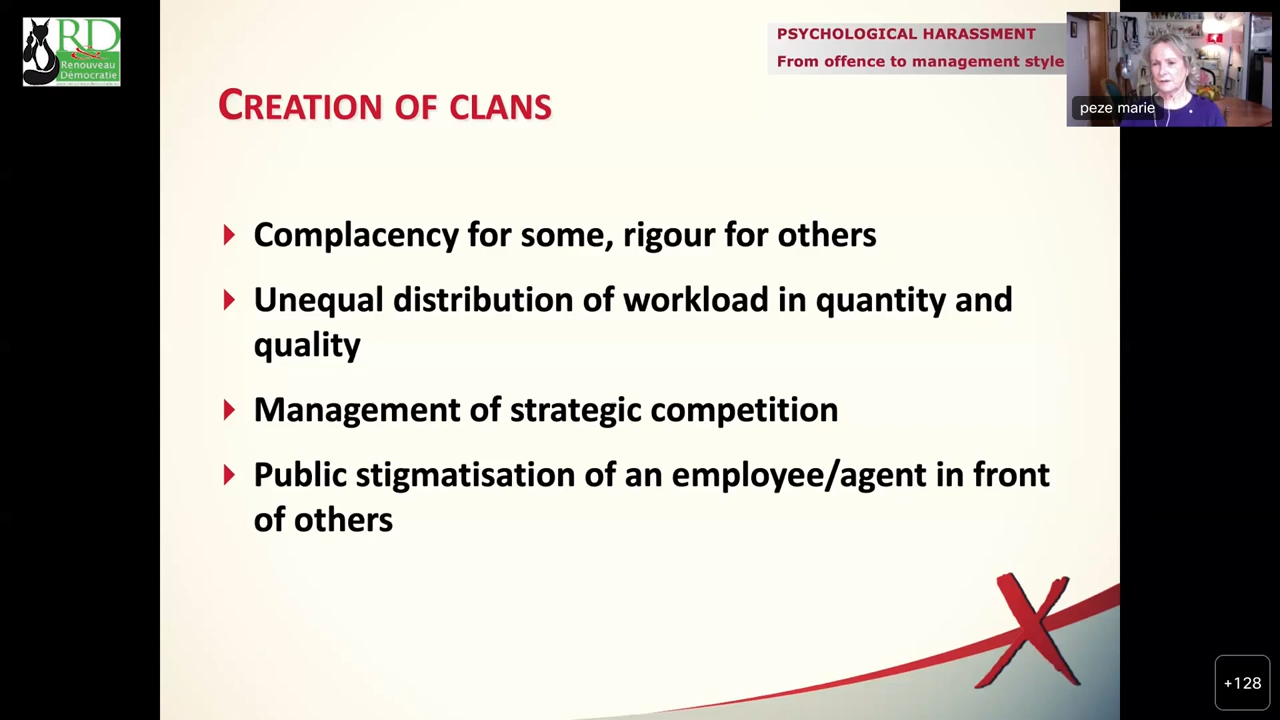 RD
Renouveau
Démocratie
PSYCHOLOGICAL HARASSMENT
From offence to management style
peze marie
CREATION OF CLANS
Complacency for some, rigour for others
Unequal distribution of workload in quantity and
quality
Management of strategic competition
Public stigmatisation of an employee/agent in front
of others
+128